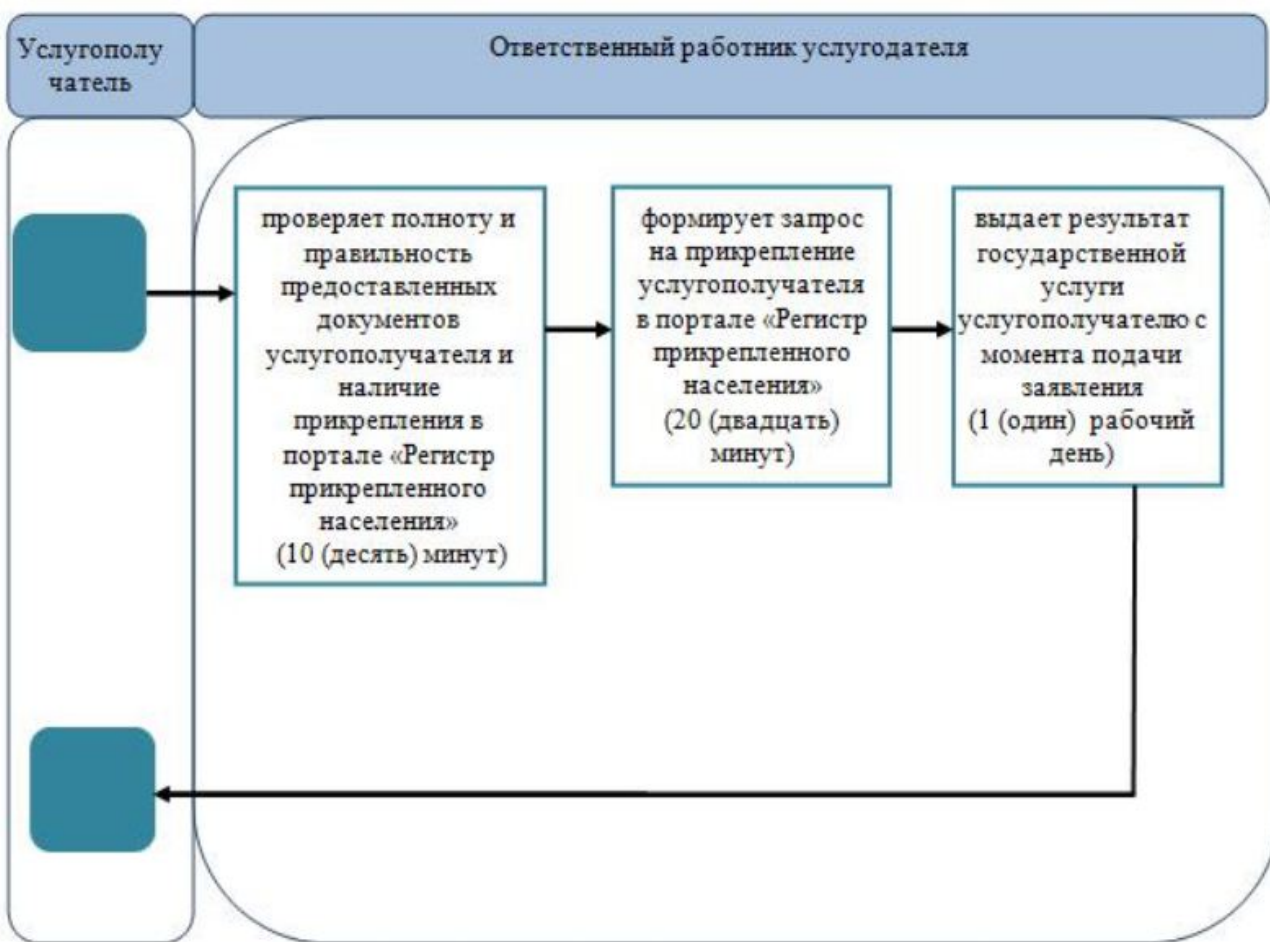 Услугополу
чатель
Ответственный работник услугодателя
проверяет полноту и
правильность
предоставленных
документов
услугополучателя и
наличие
прикрепления в
портале «Регистр
прикрепленного
населения»
(10 (десять) минут)
формирует запрос
на прикрепление
услугополучателя
в портале «Регистр
прикрепленного
населения»
(20 (двадцать)
минут)
выдает результат
государственной
услуги
услугополучателю с
момента подачи
заявления
(1 (один) рабочий
день)